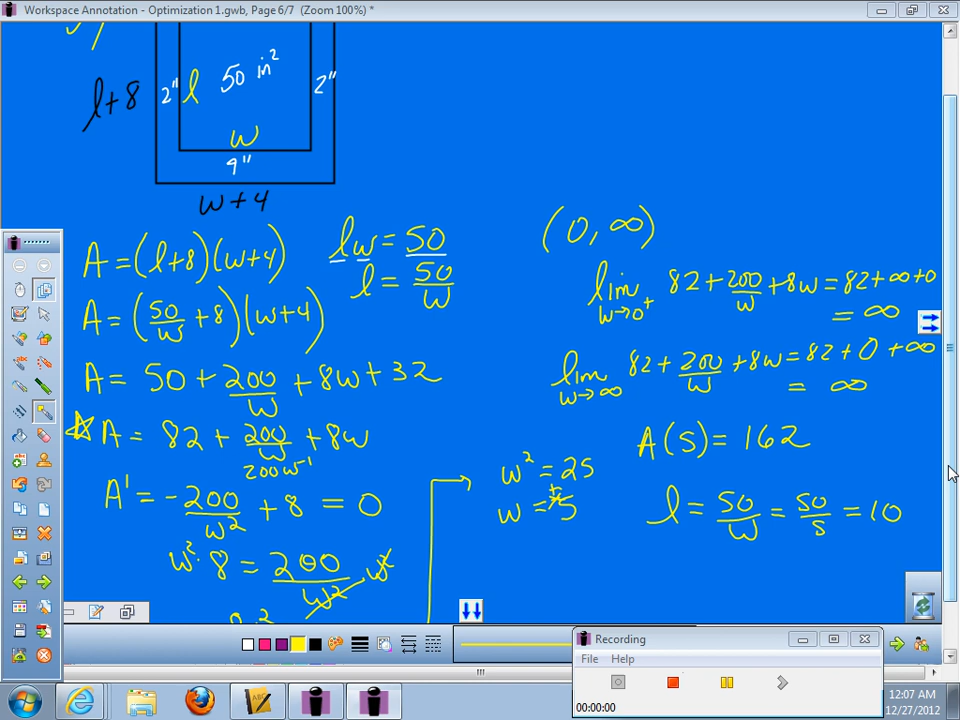 Workspace Annotation - Optimization 1.gwb, Page 6/7 (Zoom 100%) *
l+8
2"
l
50 in²
2"
w
4"
w+4
A = (l+8)(w+4)
A = (50/w + 8)(w+4)
A = 50 + 200/w + 8w + 32
A = 82 + 200/w + 8w
200w⁻¹
A' = -200/w² + 8 = 0
w²· 8 = 200/w² w²
lw = 50
l = 50/w
w² = 25
w = ±5
(0, ∞)
lim w→0⁺ 82 + 200/w + 8w = 82 + ∞ + 0
= ∞
lim w→∞ 82 + 200/w + 8w = 82 + 0 + ∞
= ∞
A(5) = 162
l = 50/w = 50/5 = 10
Recording
File Help
00:00:00
12:07 AM
12/27/2012